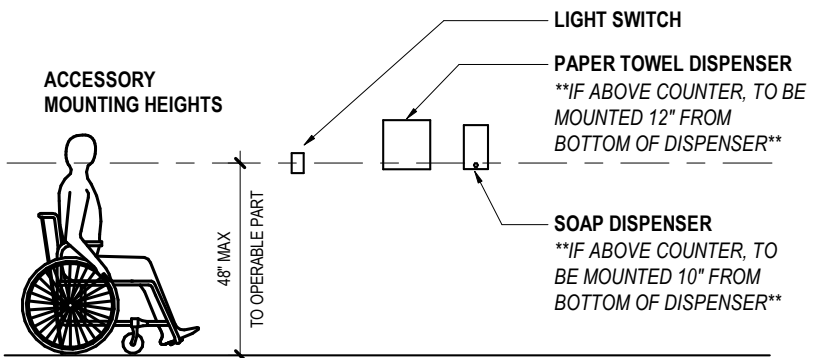 LIGHT SWITCH
PAPER TOWEL DISPENSER
**IF ABOVE COUNTER, TO BE
MOUNTED 12" FROM
BOTTOM OF DISPENSER**
ACCESSORY
MOUNTING HEIGHTS
48" MAX
TO OPERABLE PART
SOAP DISPENSER
**IF ABOVE COUNTER, TO
BE MOUNTED 10" FROM
BOTTOM OF DISPENSER**